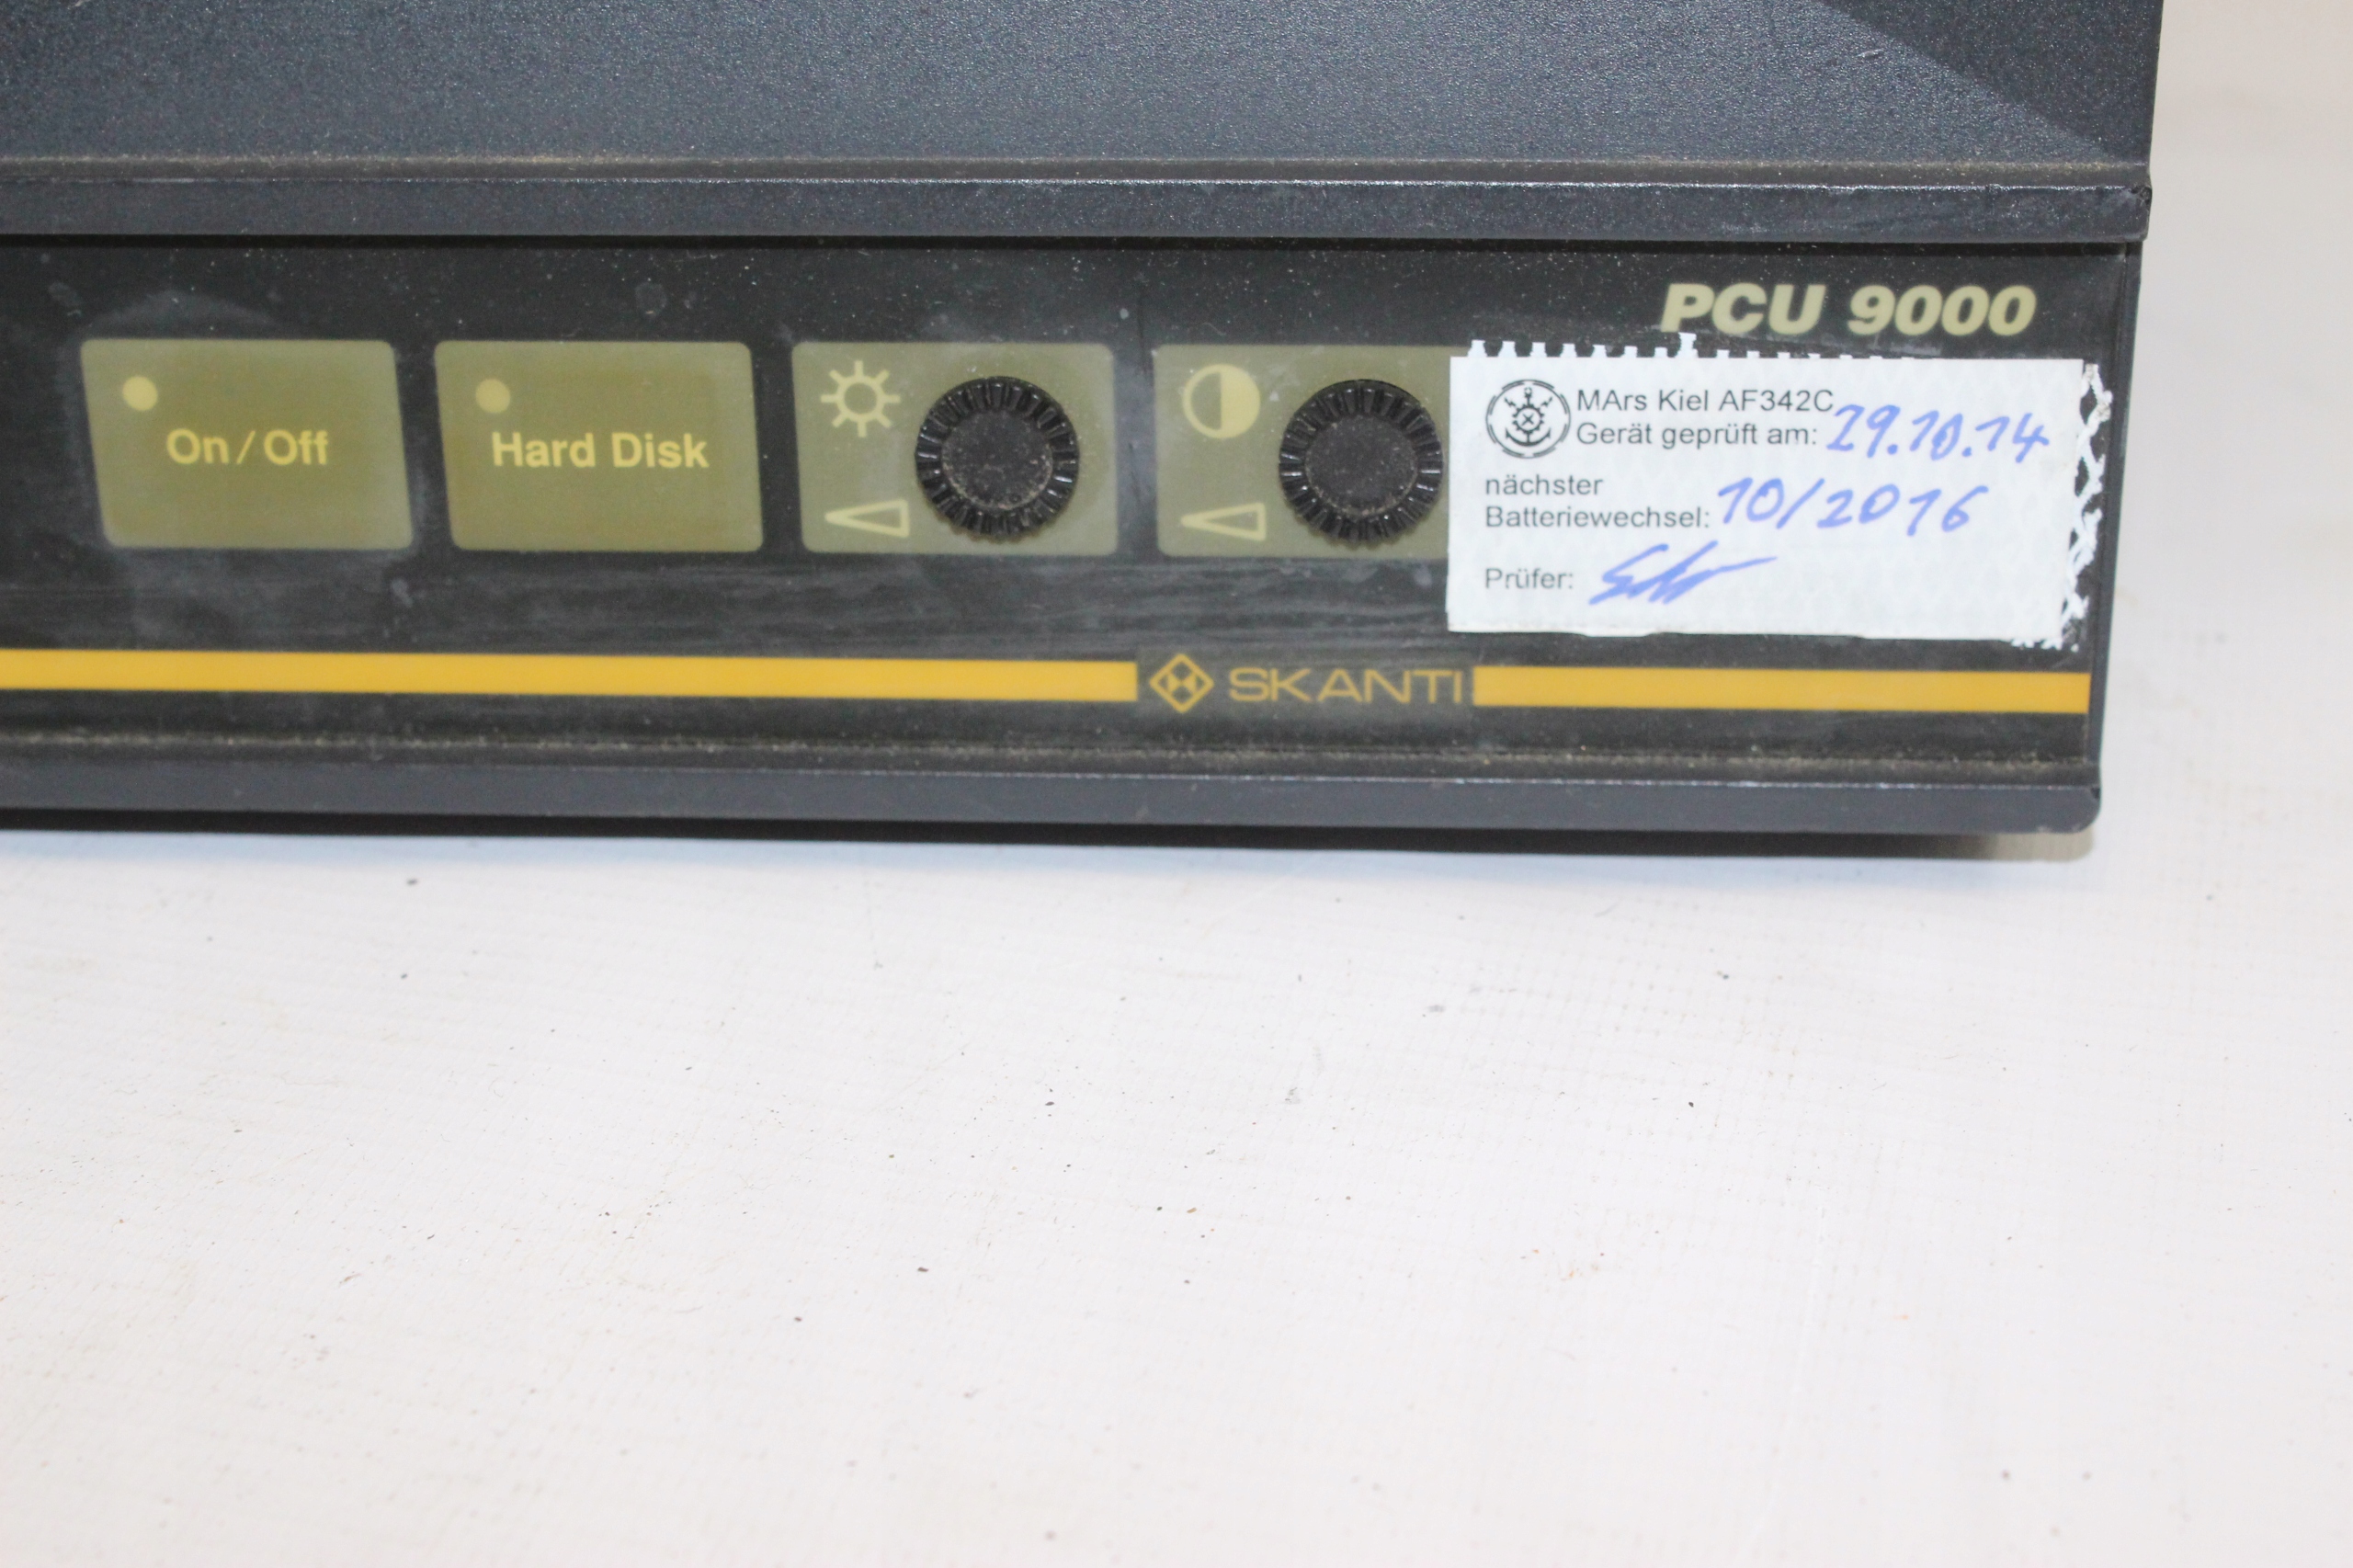 PCU 9000
On / Off
Hard Disk
MArs Kiel AF342C
Gerät geprüft am: 29.10.14
nächster
Batteriewechsel: 10/2016
Prüfer:
SKANTI